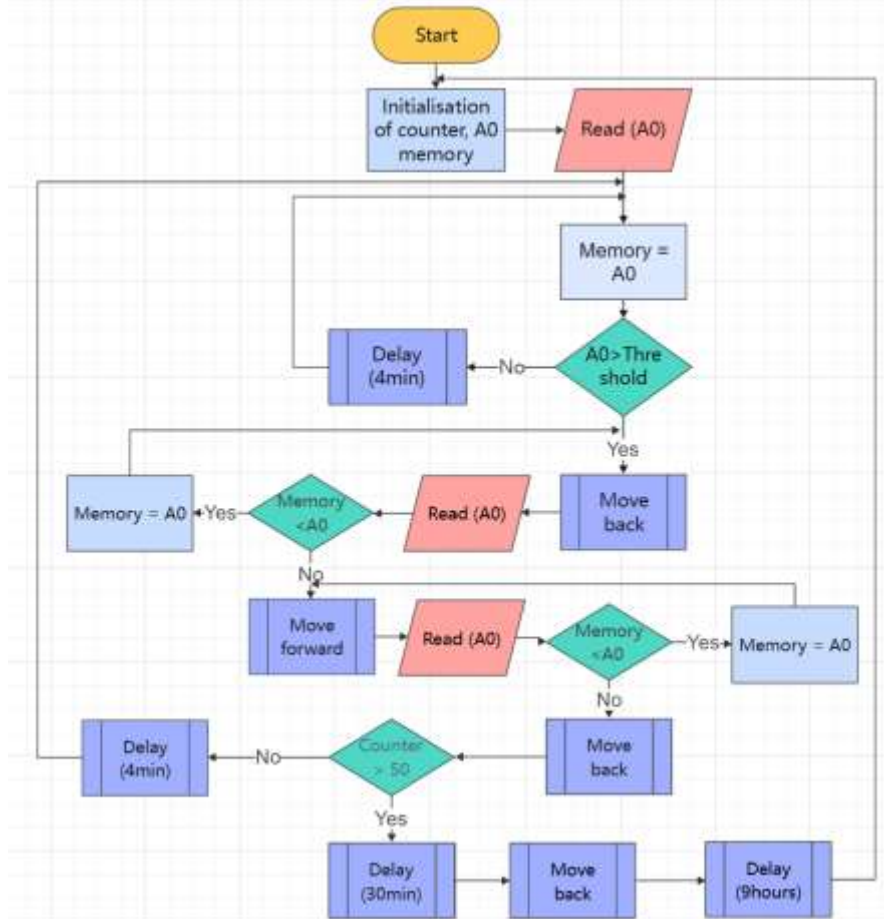 Start
Initialisation
of counter, A0
memory
Read (A0)
Memory =
A0
A0>Thre
shold
No
Delay
(4min)
Yes
Move
back
Read (A0)
Memory
<A0
Yes
Memory = A0
No
Move
forward
Read (A0)
Memory
<A0
Yes
Memory = A0
No
Move
back
Counter
> 50
No
Delay
(4min)
Yes
Delay
(30min)
Move
back
Delay
(9hours)